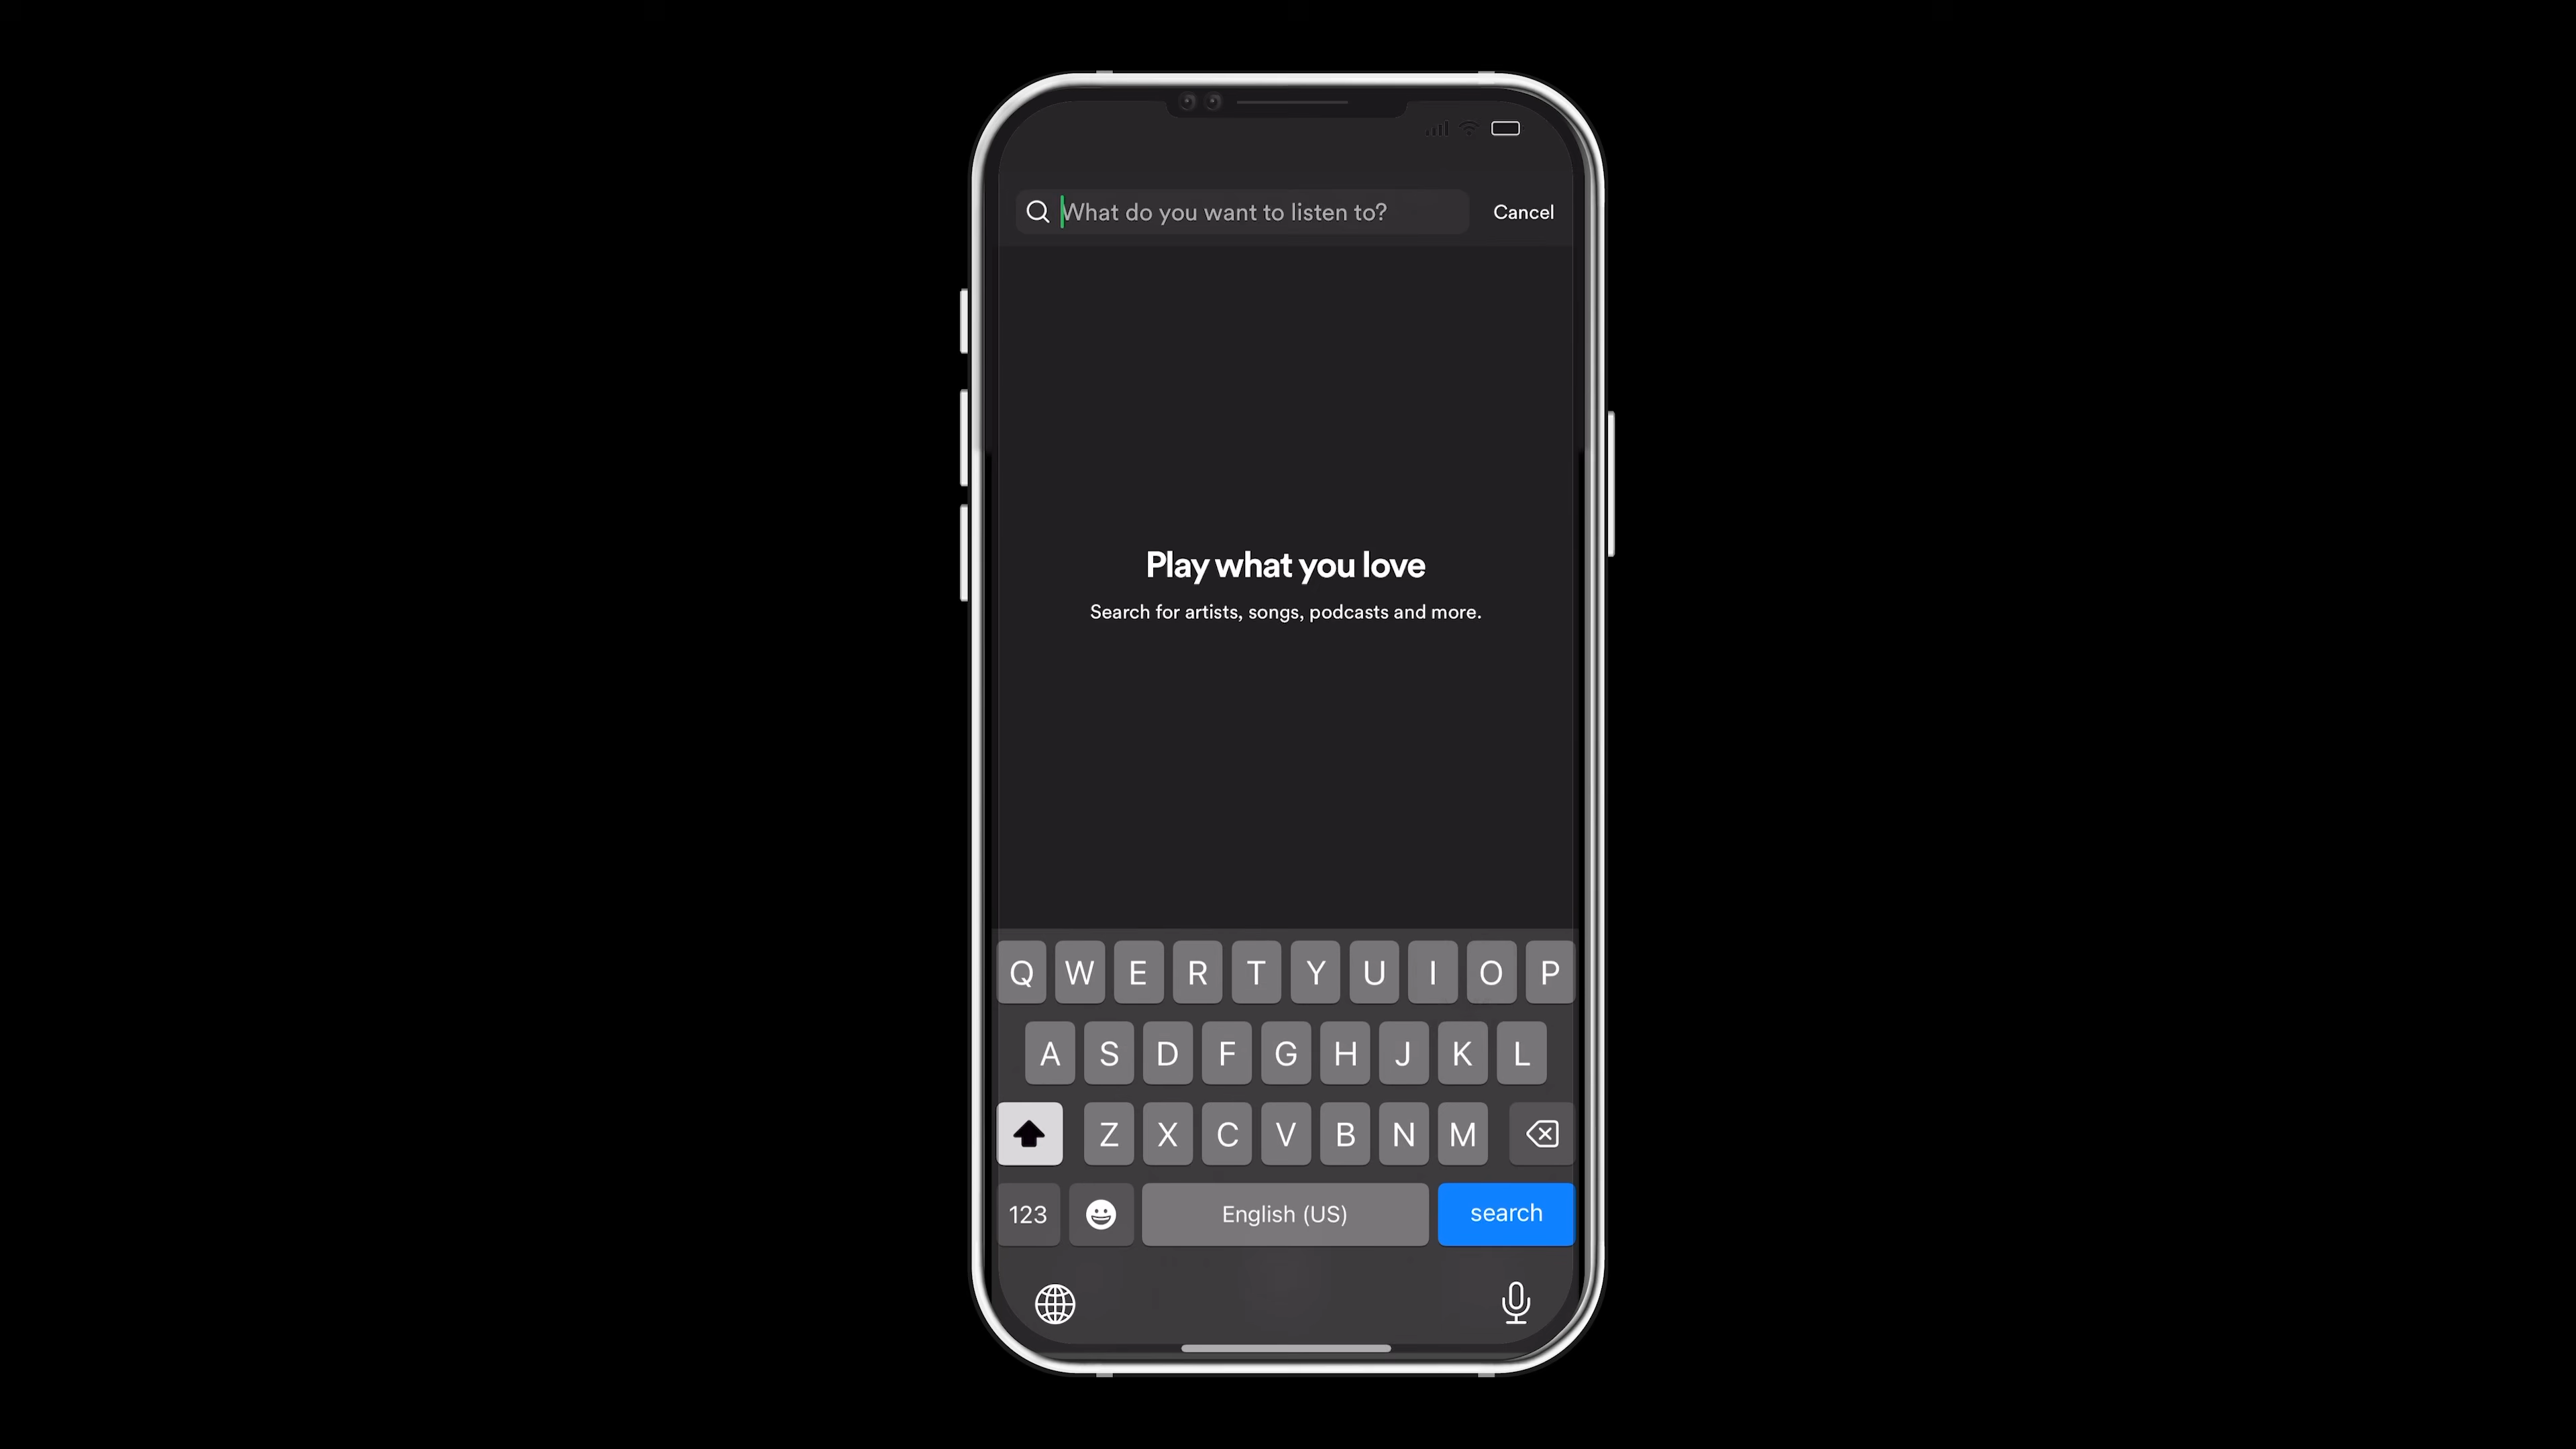 What do you want to listen to? Cancel
Play what you love
Search for artists, songs, podcasts and more.
Q W E R T Y U I O P
A S D F G H J K L
Z X C V B N M
123 English (US) search